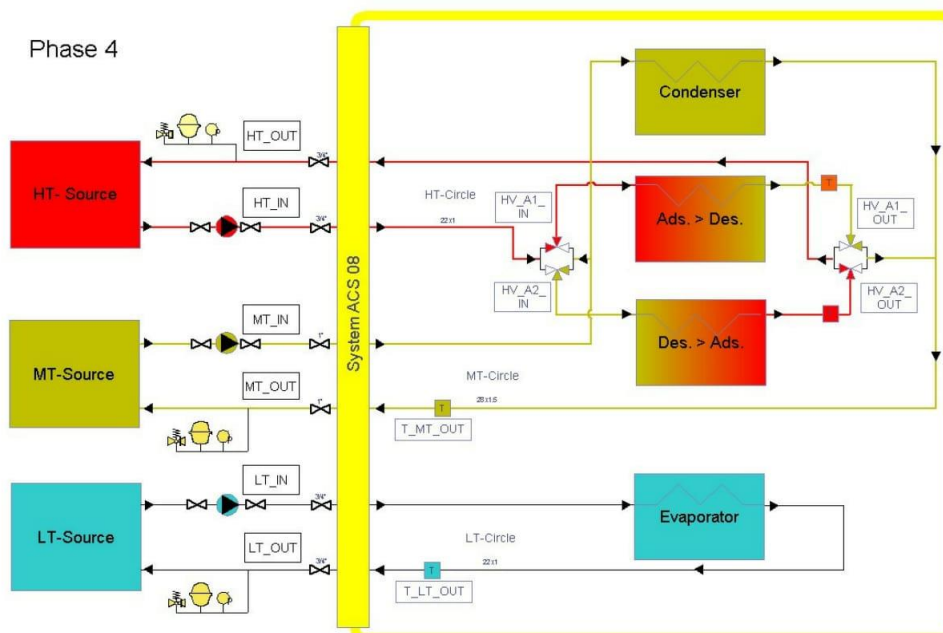 Phase 4
Condenser
HT_OUT
3/4"
HT- Source
HT_IN
3/4"
HT-Circle
22x1
HV_A1_
IN
Ads. > Des.
T
HV_A1_
OUT
System ACS 08
HV_A2_
IN
HV_A2_
OUT
MT_IN
1"
Des. > Ads.
MT-Source
MT_OUT
1"
MT-Circle
28x1,5
T
T_MT_OUT
LT_IN
3/4"
Evaporator
LT-Source
LT_OUT
3/4"
LT-Circle
22x1
T
T_LT_OUT